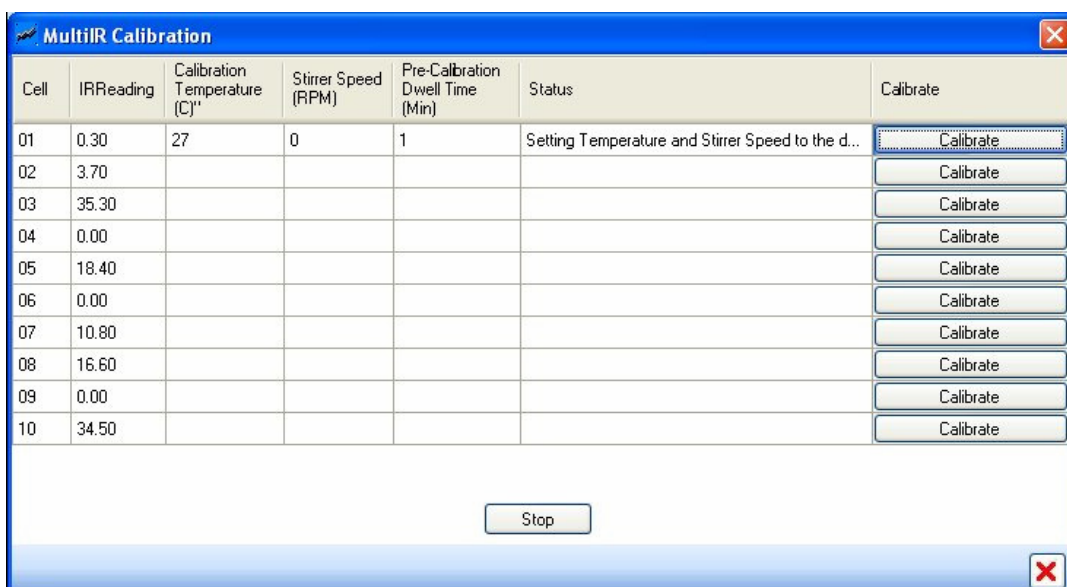 MultiIR Calibration
Cell IRReading Calibration Temperature (C)" Stirrer Speed (RPM) Pre-Calibration Dwell Time (Min) Status Calibrate
01 0.30 27 0 1 Setting Temperature and Stirrer Speed to the d... Calibrate
02 3.70 Calibrate
03 35.30 Calibrate
04 0.00 Calibrate
05 18.40 Calibrate
06 0.00 Calibrate
07 10.80 Calibrate
08 16.60 Calibrate
09 0.00 Calibrate
10 34.50 Calibrate
Stop